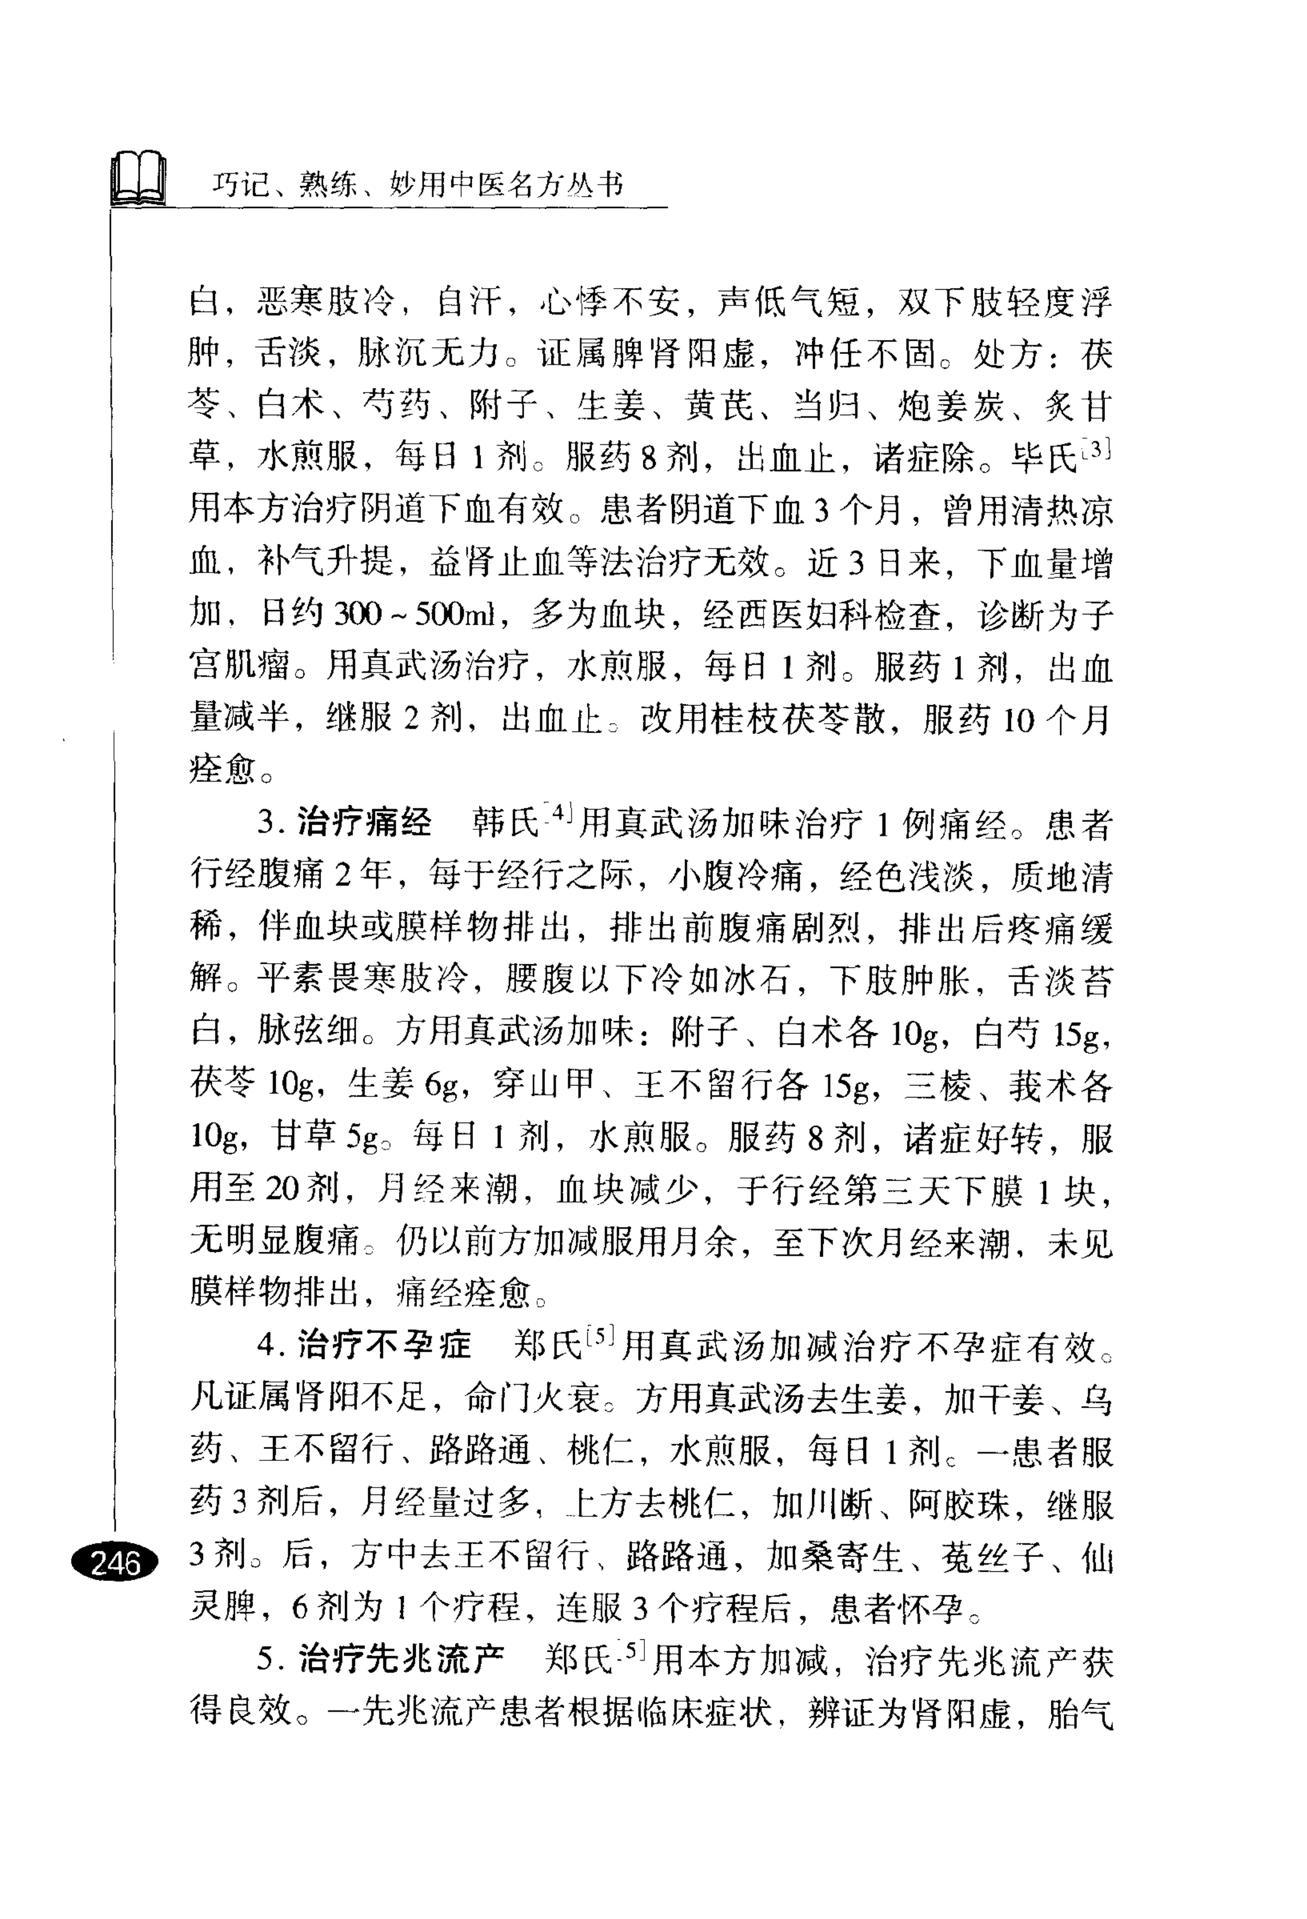 巧记、熟练、妙用中医名方丛书
白，恶寒肢冷，自汗，心悸不安，声低气短，双下肢轻度浮
肿，舌淡，脉沉无力。证属脾肾阳虚，冲任不固。处方：茯
苓、白术、芍药、附子、生姜、黄芪、当归、炮姜炭、炙甘
草，水煎服，每日1剂。服药8剂，出血止，诸症除。毕氏[3]
用本方治疗阴道下血有效。患者阴道下血3个月，曾用清热凉
血，补气升提，益肾止血等法治疗无效。近3日来，下血量增
加，日约300~500ml，多为血块，经西医妇科检查，诊断为子
宫肌瘤。用真武汤治疗，水煎服，每日1剂。服药1剂，出血
量减半，继服2剂，出血止。改用桂枝茯苓散，服药10个月
痊愈。
3. 治疗痛经 韩氏[4]用真武汤加味治疗1例痛经。患者
行经腹痛2年，每于经行之际，小腹冷痛，经色浅淡，质地清
稀，伴血块或膜样物排出，排出前腹痛剧烈，排出后疼痛缓
解。平素畏寒肢冷，腰腹以下冷如冰石，下肢肿胀，舌淡苔
白，脉弦细。方用真武汤加味：附子、白术各10g，白芍15g，
茯苓10g，生姜6g，穿山甲、王不留行各15g，三棱、莪术各
10g，甘草5g。每日1剂，水煎服。服药8剂，诸症好转，服
用至20剂，月经来潮，血块减少，于行经第三天下膜1块，
无明显腹痛。仍以前方加减服用月余，至下次月经来潮，未见
膜样物排出，痛经痊愈。
4. 治疗不孕症 郑氏[5]用真武汤加减治疗不孕症有效。
凡证属肾阳不足，命门火衰。方用真武汤去生姜，加干姜、乌
药、王不留行、路路通、桃仁，水煎服，每日1剂。一患者服
药3剂后，月经量过多，上方去桃仁，加川断、阿胶珠，继服
3剂。后，方中去王不留行、路路通，加桑寄生、菟丝子、仙
灵脾，6剂为1个疗程，连服3个疗程后，患者怀孕。
5. 治疗先兆流产 郑氏[5]用本方加减，治疗先兆流产获
得良效。一先兆流产患者根据临床症状，辨证为肾阳虚，胎气
246